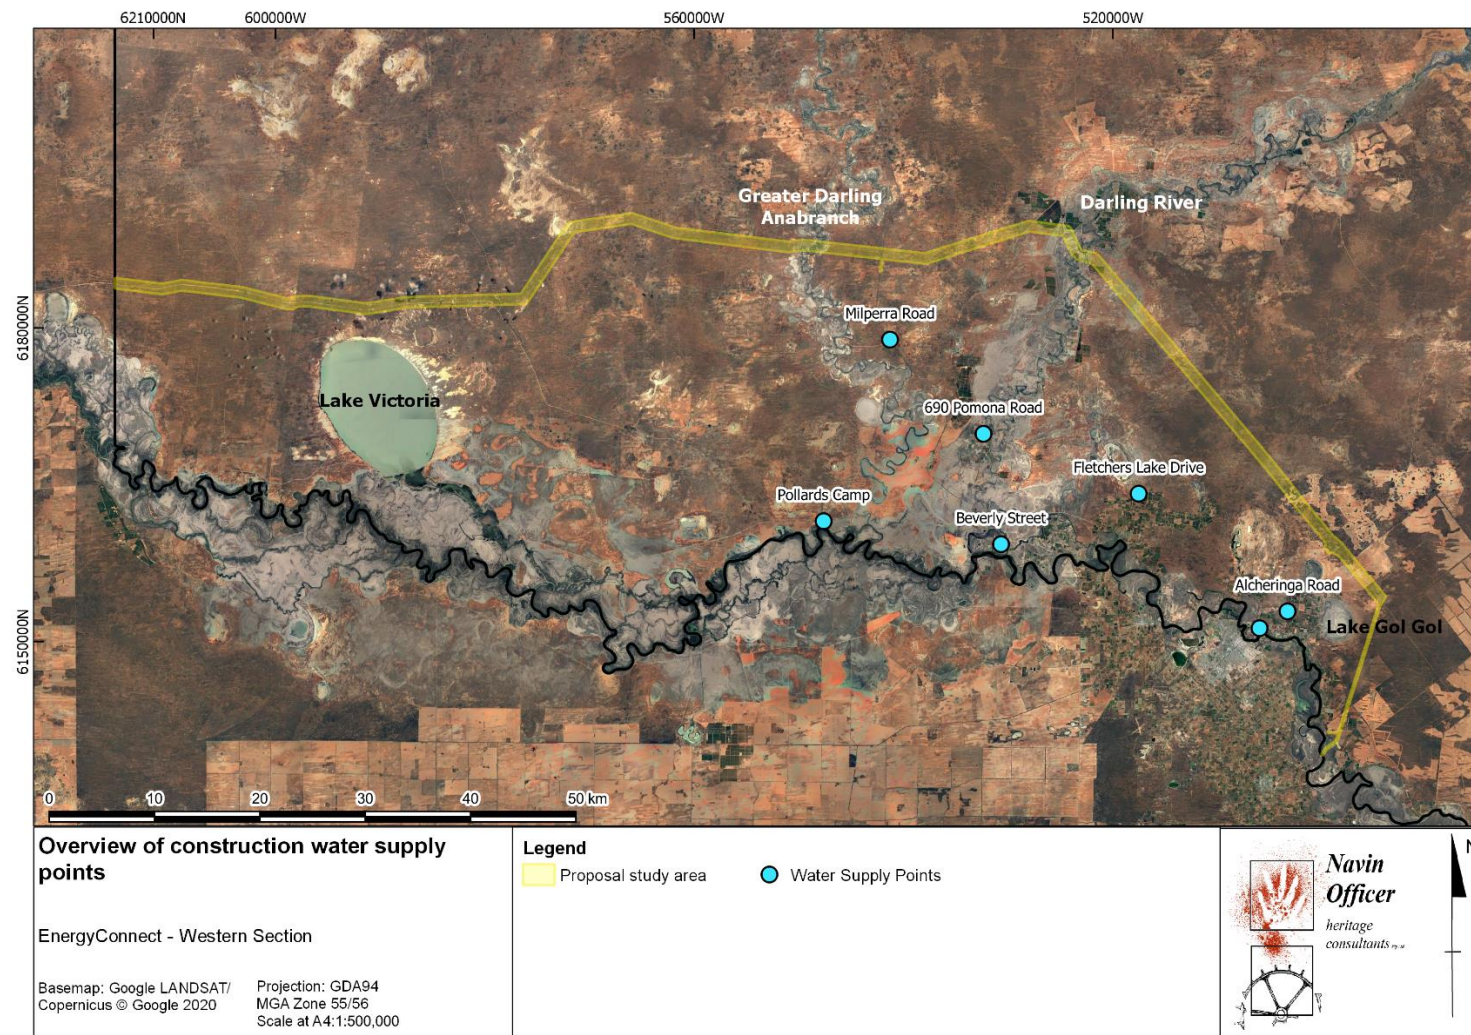 6210000N 600000W 560000W 520000W
Greater Darling
Anabranch
Darling River
6180000N
Milperra Road
Lake Victoria
690 Pomona Road
Fletchers Lake Drive
Pollards Camp
Beverly Street
Alcheringa Road
Lake Gol Gol
6150000N
0 10 20 30 40 50 km
Overview of construction water supply
points
EnergyConnect - Western Section
Basemap: Google LANDSAT/
Copernicus © Google 2020
Projection: GDA94
MGA Zone 55/56
Scale at A4:1:500,000
Legend
Proposal study area
Water Supply Points
Navin
Officer
heritage
consultants
N